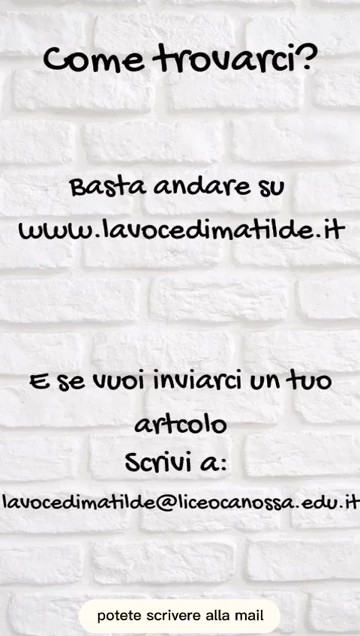 Come trovarci?
Basta andare su
www.lavocedimatilde.it
E se vuoi inviarci un tuo
artcolo
Scrivi a:
lavocedimatilde@liceocanossa.edu.it
potete scrivere alla mail